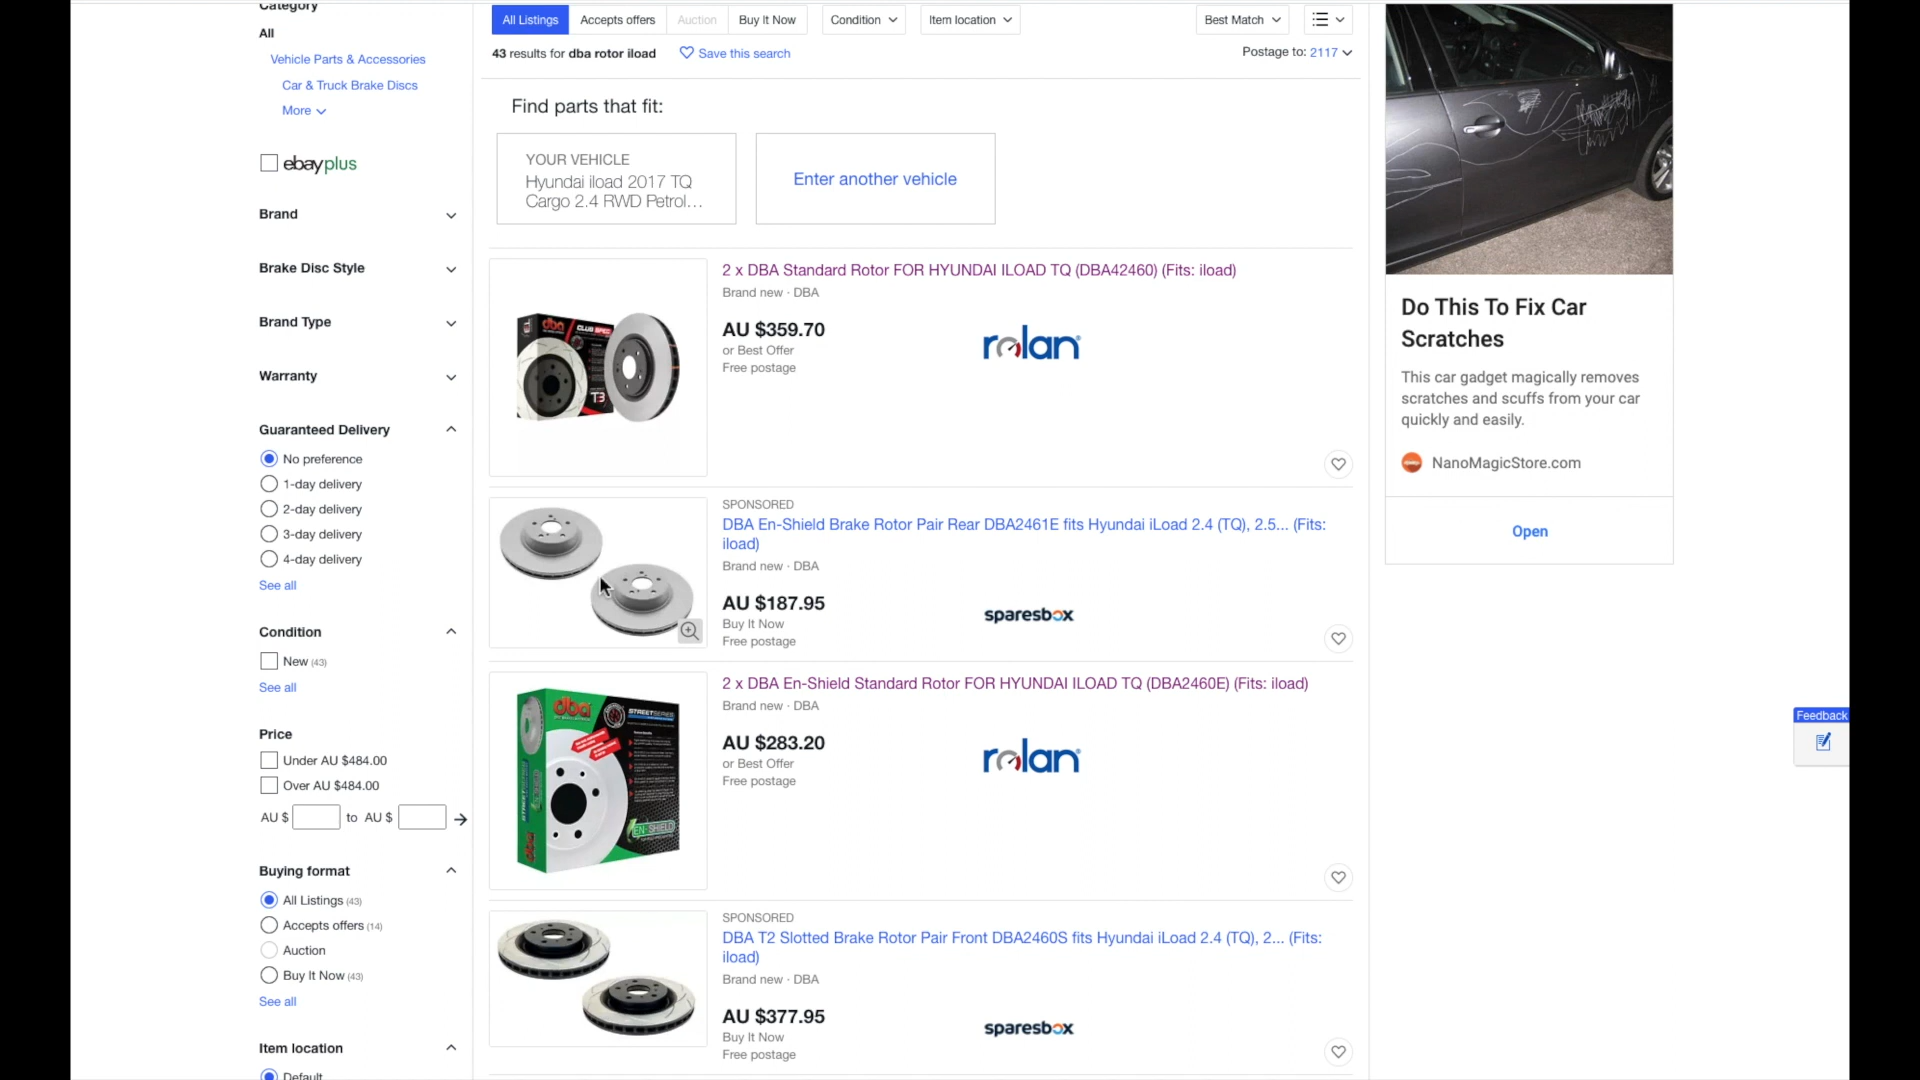 Category
All
Vehicle Parts & Accessories
Car & Truck Brake Discs
More
ebayplus
Brand
Brake Disc Style
Brand Type
Warranty
Guaranteed Delivery
No preference
1-day delivery
2-day delivery
3-day delivery
4-day delivery
See all
Condition
New (43)
See all
Price
Under AU $484.00
Over AU $484.00
AU $ to AU $
Buying format
All Listings (43)
Accepts offers (14)
Auction
Buy It Now (43)
See all
Item location
Default
All Listings Accepts offers Auction Buy It Now Condition Item location Best Match
43 results for dba rotor iload Save this search Postage to: 2117
Find parts that fit:
YOUR VEHICLE
Hyundai iload 2017 TQ
Cargo 2.4 RWD Petrol...
Enter another vehicle
dba
CLUB SPEC
T3
2 x DBA Standard Rotor FOR HYUNDAI ILOAD TQ (DBA42460) (Fits: iload)
Brand new · DBA
AU $359.70
or Best Offer
Free postage
rolan
SPONSORED
DBA En-Shield Brake Rotor Pair Rear DBA2461E fits Hyundai iLoad 2.4 (TQ), 2.5... (Fits:
iload)
Brand new · DBA
AU $187.95
Buy It Now
Free postage
sparesbox
dba
STREETSERIES
EN-SHIELD
dba
2 x DBA En-Shield Standard Rotor FOR HYUNDAI ILOAD TQ (DBA2460E) (Fits: iload)
Brand new · DBA
AU $283.20
or Best Offer
Free postage
rolan
SPONSORED
DBA T2 Slotted Brake Rotor Pair Front DBA2460S fits Hyundai iLoad 2.4 (TQ), 2... (Fits:
iload)
Brand new · DBA
AU $377.95
Buy It Now
Free postage
sparesbox
Do This To Fix Car
Scratches
This car gadget magically removes
scratches and scuffs from your car
quickly and easily.
NanoMagicStore.com
Open
Feedback